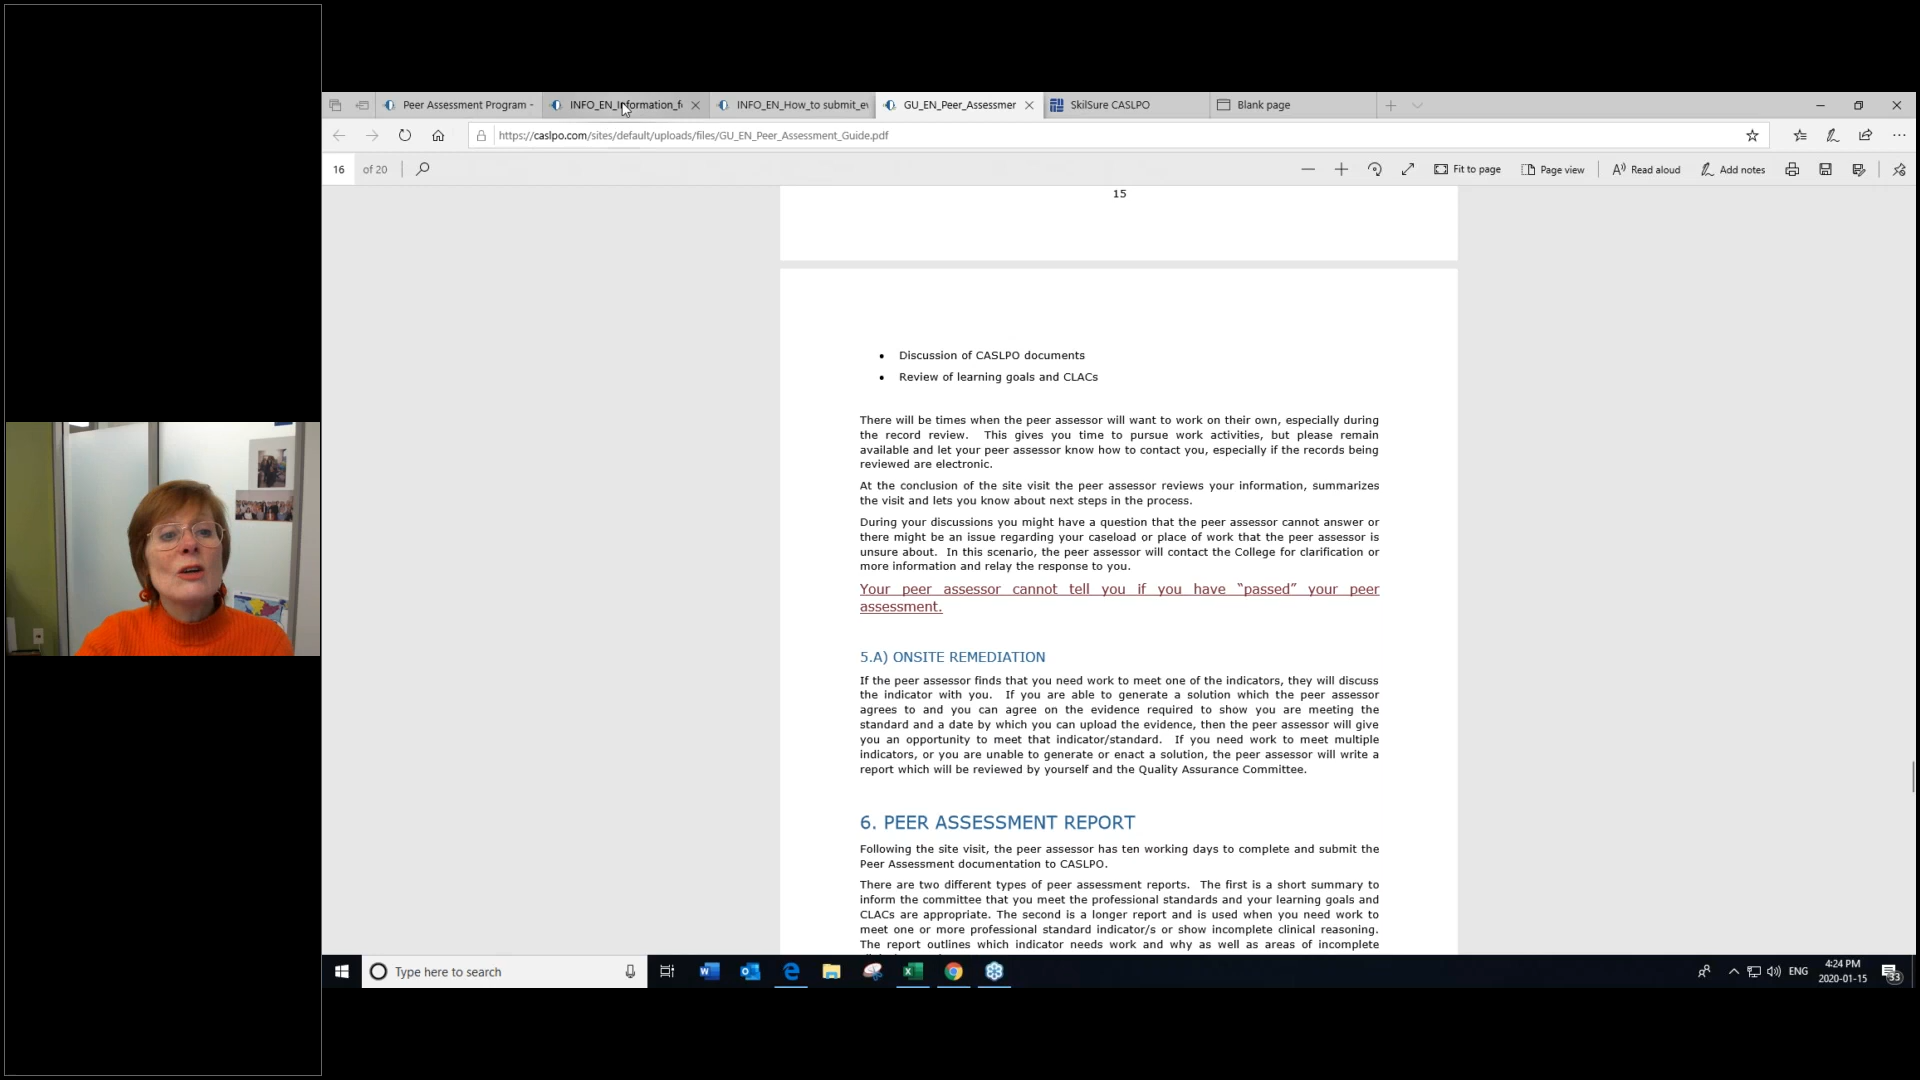 Peer Assessment Program -
INFO_EN_Information_f
INFO_EN_How_to submit_ev
GU_EN_Peer_Assessmer
SkilSure CASLPO
Blank page
https://caslpo.com/sites/default/uploads/files/GU_EN_Peer_Assessment_Guide.pdf
16 of 20
Fit to page
Page view
Read aloud
Add notes
15
• Discussion of CASLPO documents
• Review of learning goals and CLACs
There will be times when the peer assessor will want to work on their own, especially during
the record review. This gives you time to pursue work activities, but please remain
available and let your peer assessor know how to contact you, especially if the records being
reviewed are electronic.
At the conclusion of the site visit the peer assessor reviews your information, summarizes
the visit and lets you know about next steps in the process.
During your discussions you might have a question that the peer assessor cannot answer or
there might be an issue regarding your caseload or place of work that the peer assessor is
unsure about. In this scenario, the peer assessor will contact the College for clarification or
more information and relay the response to you.
Your peer assessor cannot tell you if you have “passed” your peer
assessment.
5.A) ONSITE REMEDIATION
If the peer assessor finds that you need work to meet one of the indicators, they will discuss
the indicator with you. If you are able to generate a solution which the peer assessor
agrees to and you can agree on the evidence required to show you are meeting the
standard and a date by which you can upload the evidence, then the peer assessor will give
you an opportunity to meet that indicator/standard. If you need work to meet multiple
indicators, or you are unable to generate or enact a solution, the peer assessor will write a
report which will be reviewed by yourself and the Quality Assurance Committee.
6. PEER ASSESSMENT REPORT
Following the site visit, the peer assessor has ten working days to complete and submit the
Peer Assessment documentation to CASLPO.
There are two different types of peer assessment reports. The first is a short summary to
inform the committee that you meet the professional standards and your learning goals and
CLACs are appropriate. The second is a longer report and is used when you need work to
meet one or more professional standard indicator/s or show incomplete clinical reasoning.
The report outlines which indicator needs work and why as well as areas of incomplete
Type here to search
ENG
4:24 PM
2020-01-15
33